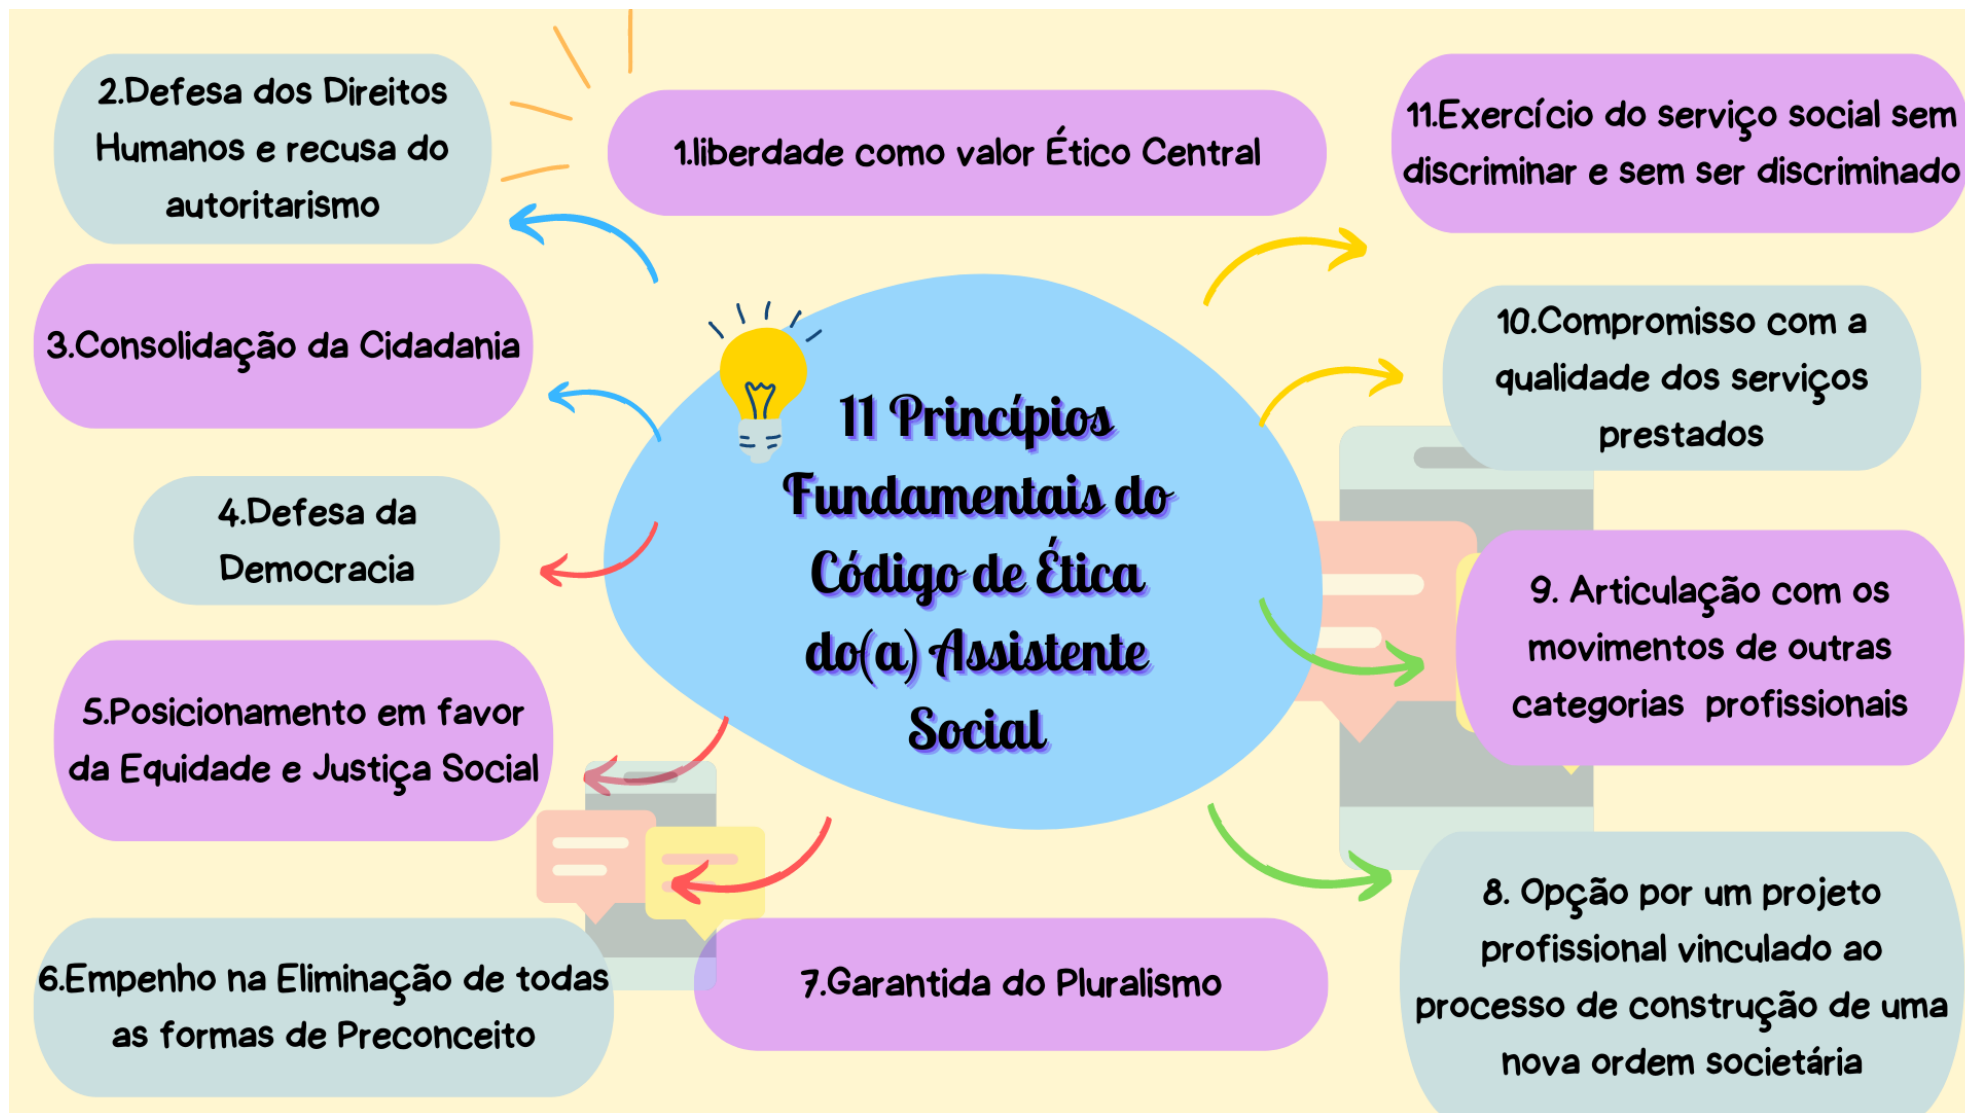 11 Princípios
Fundamentais do
Código de Ética
do(a) Assistente
Social
1.liberdade como valor Ético Central
2.Defesa dos Direitos
Humanos e recusa do
autoritarismo
3.Consolidação da Cidadania
4.Defesa da
Democracia
5.Posicionamento em favor
da Equidade e Justiça Social
6.Empenho na Eliminação de todas
as formas de Preconceito
7.Garantida do Pluralismo
8. Opção por um projeto
profissional vinculado ao
processo de construção de uma
nova ordem societária
9. Articulação com os
movimentos de outras
categorias profissionais
10.Compromisso com a
qualidade dos serviços
prestados
11.Exercício do serviço social sem
discriminar e sem ser discriminado